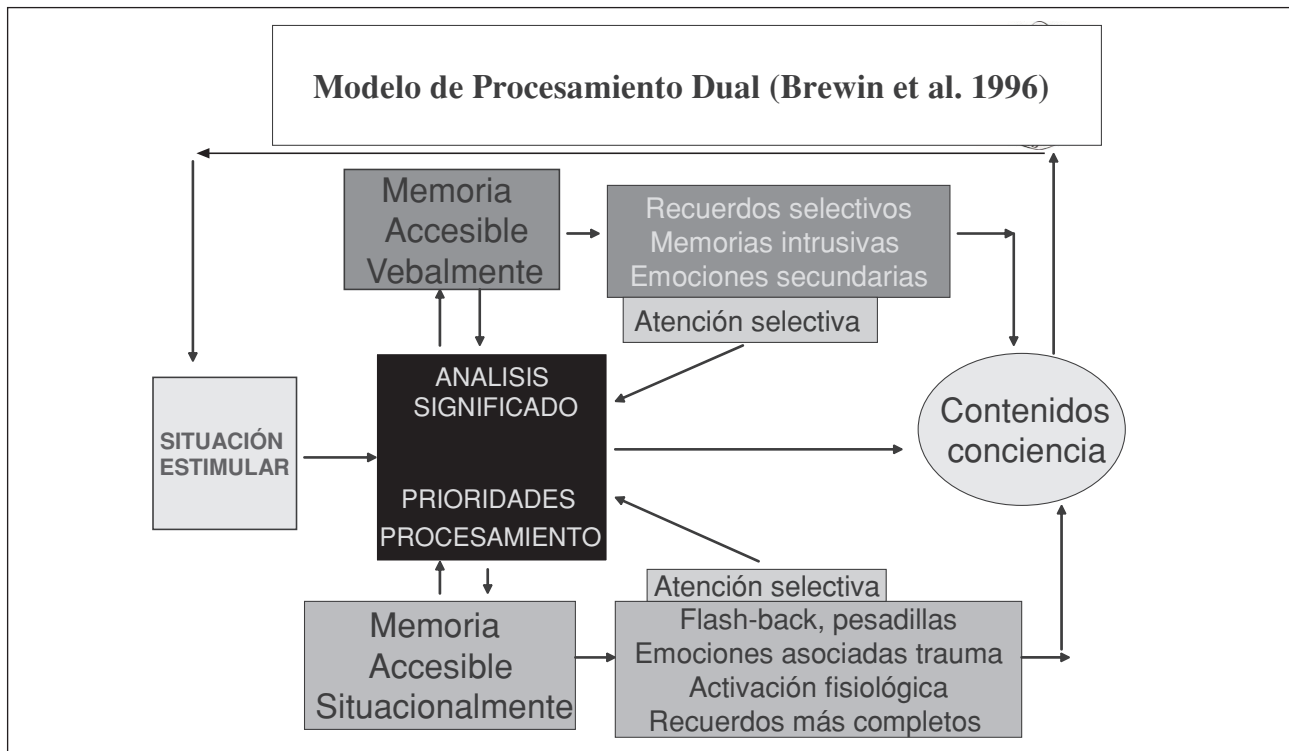 Modelo de Procesamiento Dual (Brewin et al. 1996)
Memoria
Accesible
Vebalmente
Recuerdos selectivos
Memorias intrusivas
Emociones secundarias
Atención selectiva
SITUACIÓN
ESTIMULAR
ANALISIS
SIGNIFICADO
PRIORIDADES
PROCESAMIENTO
Contenidos
conciencia
Memoria
Accesible
Situacionalmente
Atención selectiva
Flash-back, pesadillas
Emociones asociadas trauma
Activación fisiológica
Recuerdos más completos